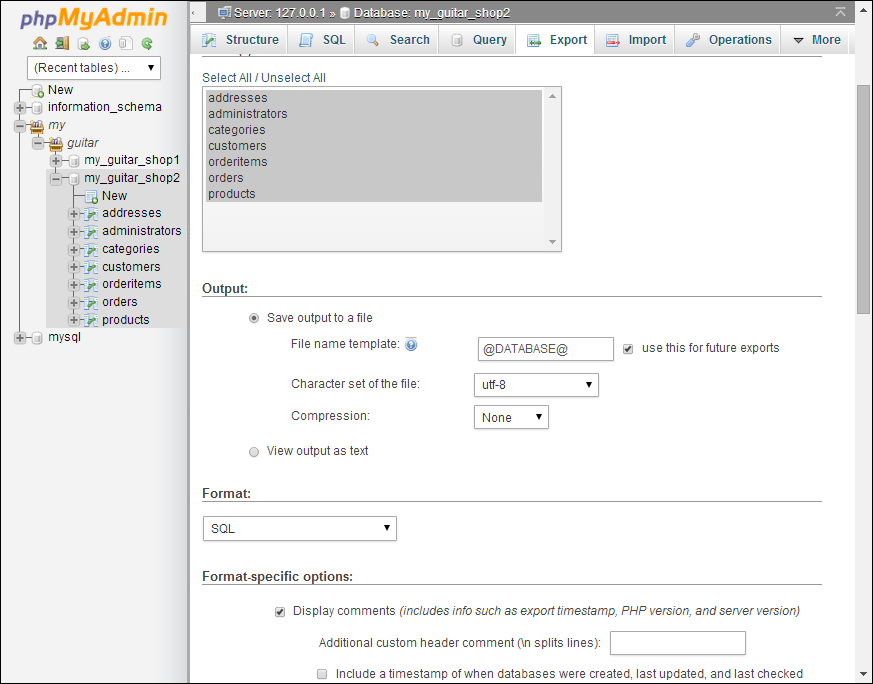 phpMyAdmin
(Recent tables) ...
New
information_schema
my
guitar
my_guitar_shop1
my_guitar_shop2
New
addresses
administrators
categories
customers
orderitems
orders
products
mysql
Server: 127.0.0.1 » Database: my_guitar_shop2
Structure SQL Search Query Export Import Operations More
Select All / Unselect All
addresses
administrators
categories
customers
orderitems
orders
products
Output:
Save output to a file
File name template: @DATABASE@ use this for future exports
Character set of the file: utf-8
Compression: None
View output as text
Format:
SQL
Format-specific options:
Display comments (includes info such as export timestamp, PHP version, and server version)
Additional custom header comment (\n splits lines):
Include a timestamp of when databases were created, last updated, and last checked